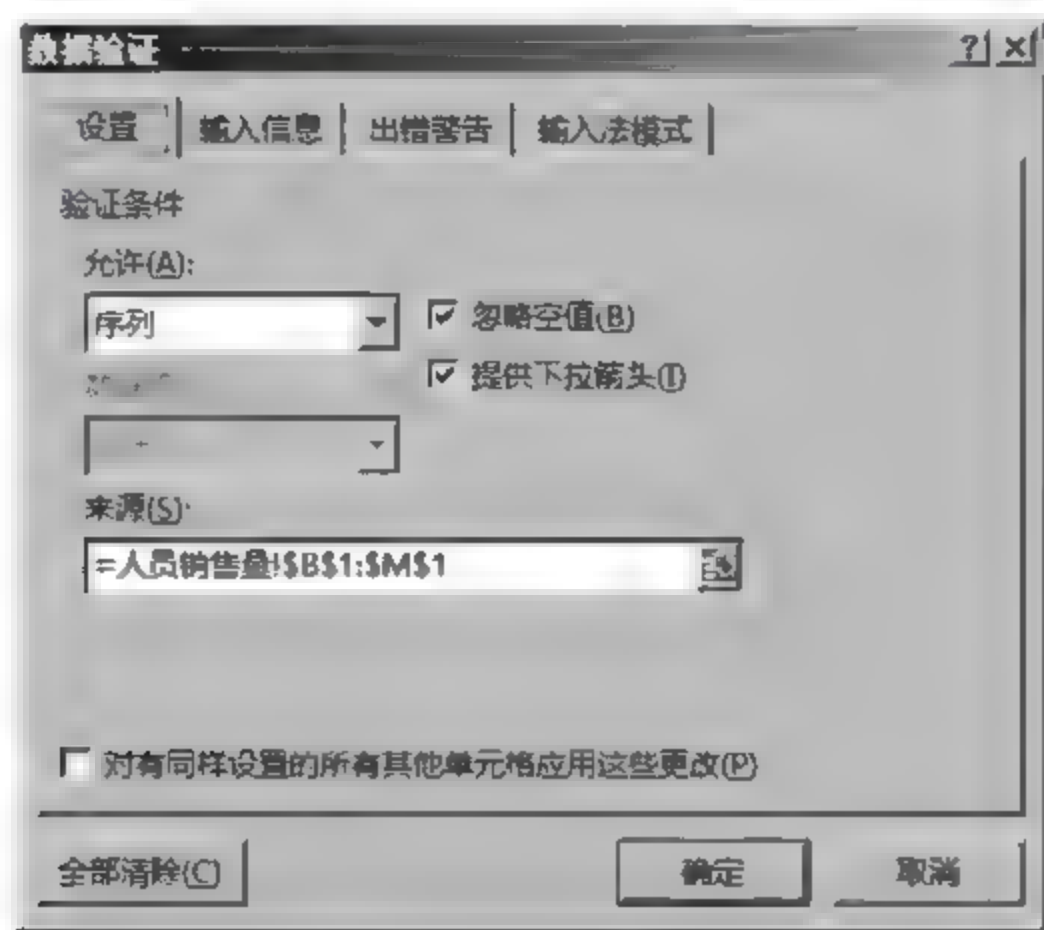 数据验证
设置 输入信息 出错警告 输入法模式
验证条件
允许(A):
序列
忽略空值(B)
提供下拉箭头(I)
来源(S):
=人员销售量!$B$1:$M$1
对有同样设置的所有其他单元格应用这些更改(P)
全部清除(C) 确定 取消